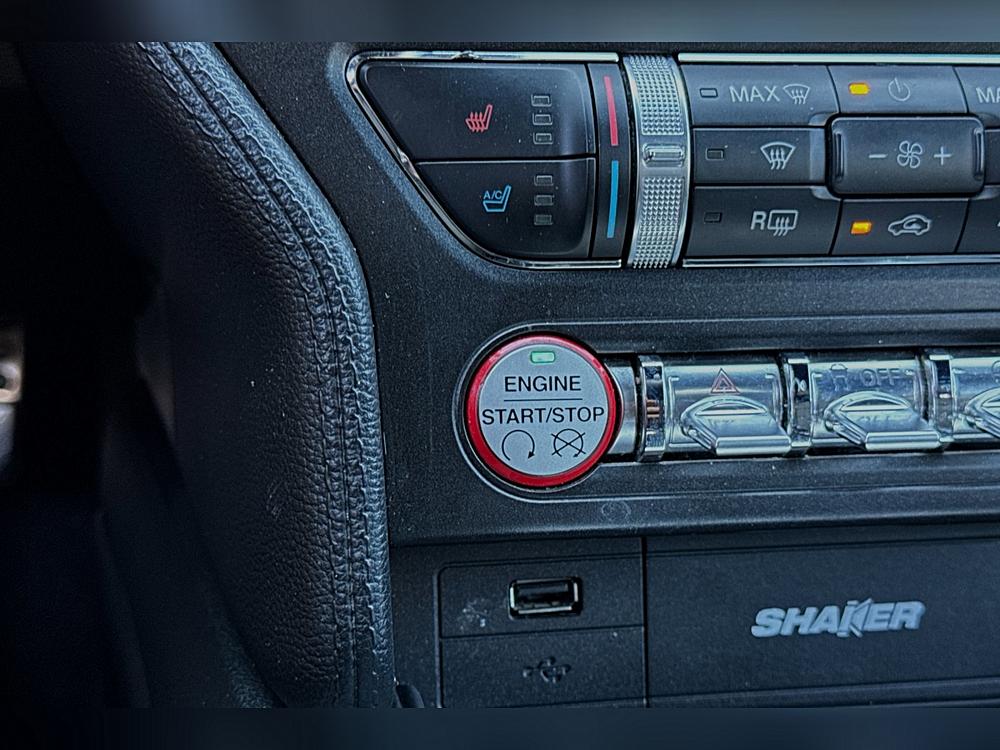 MAX
A/C
R
ENGINE
START/STOP
OFF
SHAKER